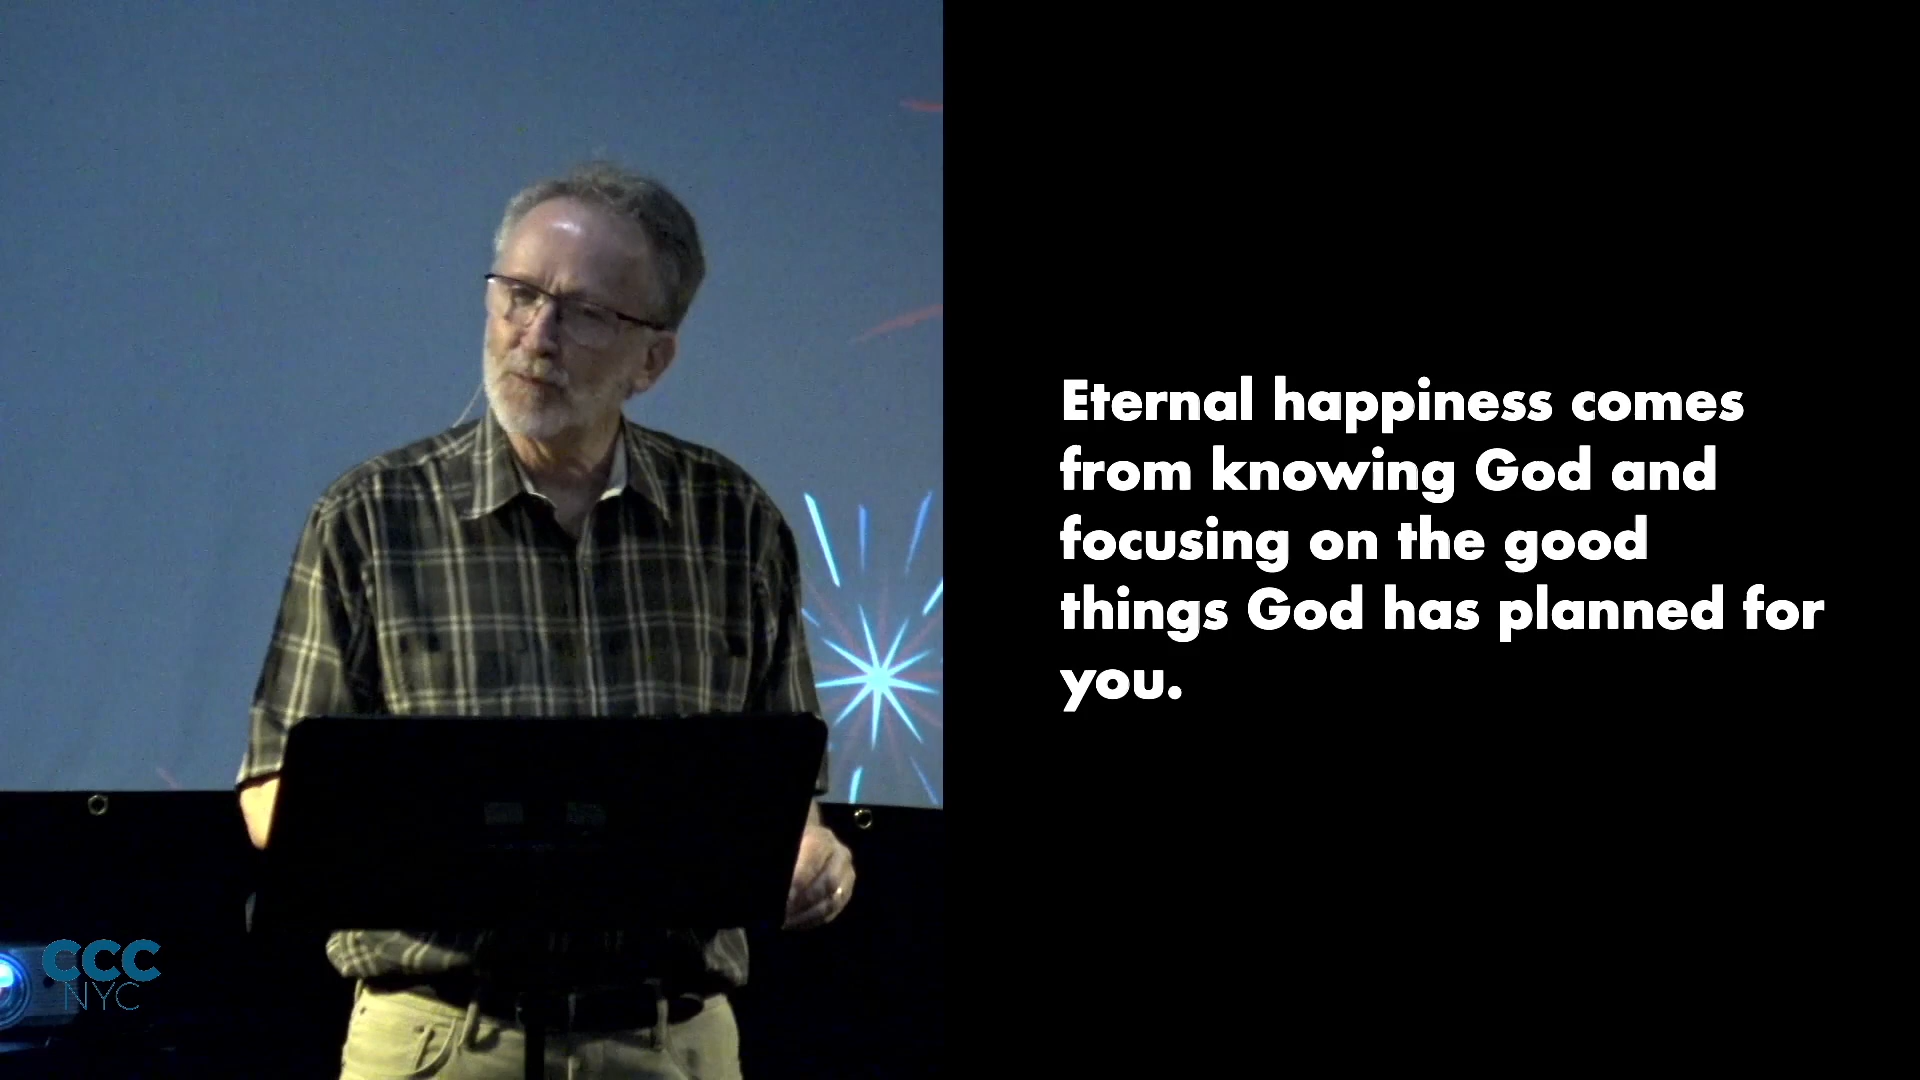 Eternal happiness comes
from knowing God and
focusing on the good
things God has planned for
you.
CCC
NYC